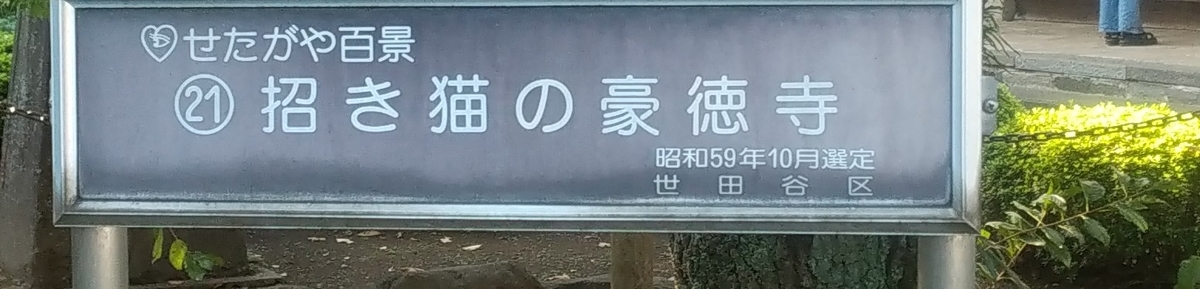 せたがや百景
㉑ 招き猫の豪徳寺
昭和59年10月選定
世田谷区